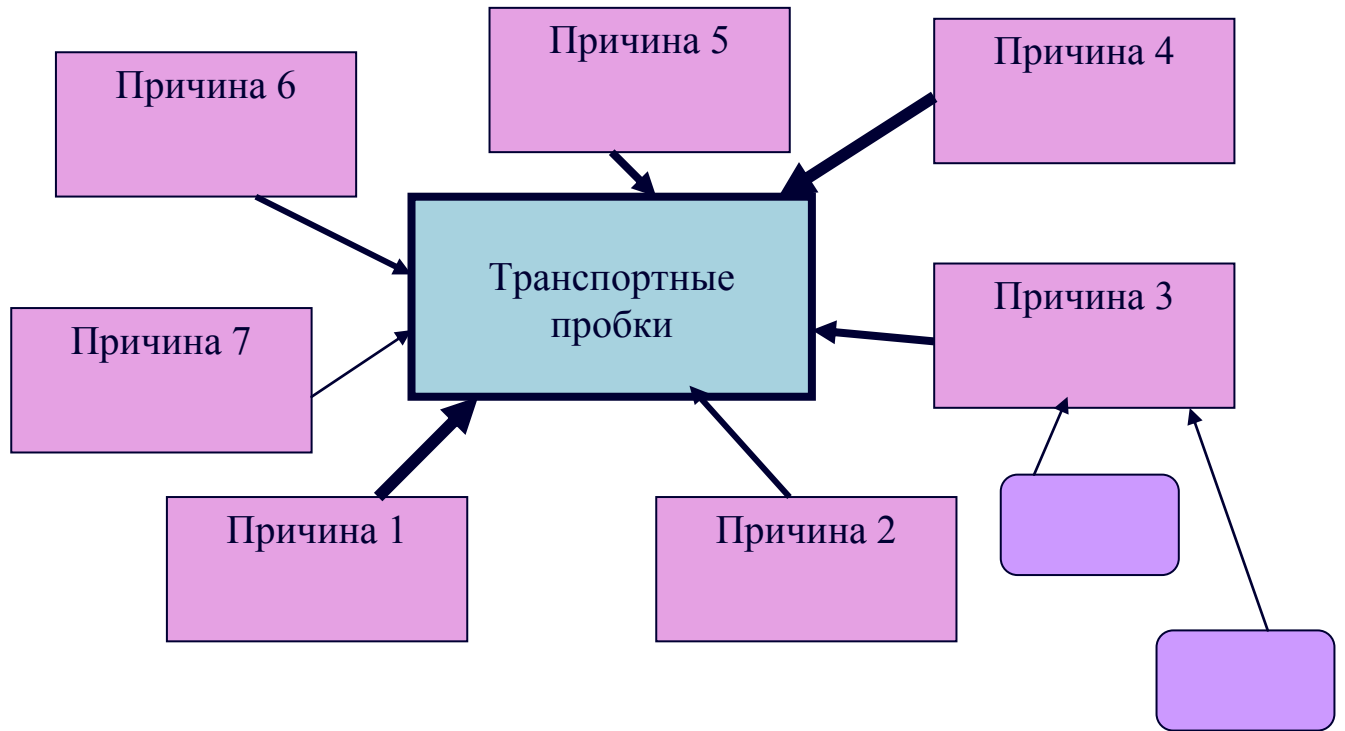 Причина 5
Причина 4
Причина 6
Транспортные
пробки
Причина 3
Причина 7
Причина 1
Причина 2